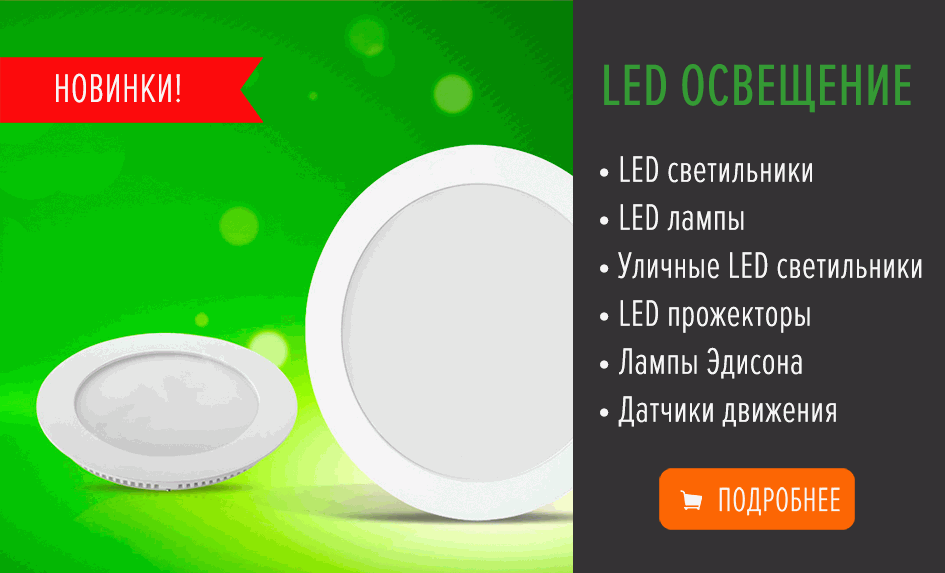 НОВИНКИ!
LED ОСВЕЩЕНИЕ
• LED светильники
• LED лампы
• Уличные LED светильники
• LED прожекторы
• Лампы Эдисона
• Датчики движения
ПОДРОБНЕЕ